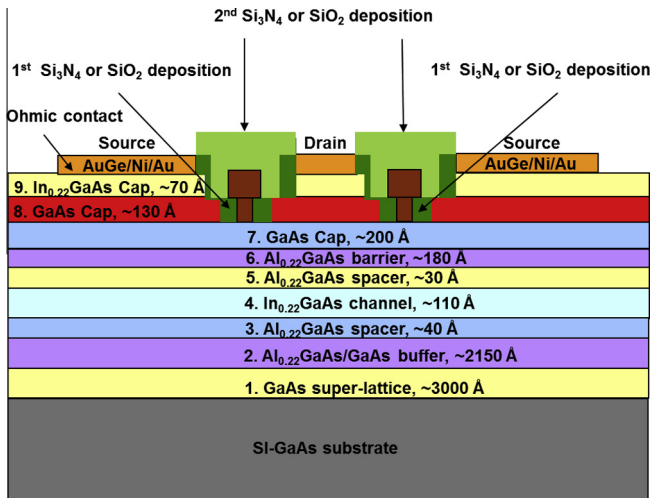 2nd Si3N4 or SiO2 deposition
1st Si3N4 or SiO2 deposition
1st Si3N4 or SiO2 deposition
Ohmic contact
Source
Drain
Source
AuGe/Ni/Au
AuGe/Ni/Au
9. In0.22GaAs Cap, ~70 Å
8. GaAs Cap, ~130 Å
7. GaAs Cap, ~200 Å
6. Al0.22GaAs barrier, ~180 Å
5. Al0.22GaAs spacer, ~30 Å
4. In0.22GaAs channel, ~110 Å
3. Al0.22GaAs spacer, ~40 Å
2. Al0.22GaAs/GaAs buffer, ~2150 Å
1. GaAs super-lattice, ~3000 Å
SI-GaAs substrate